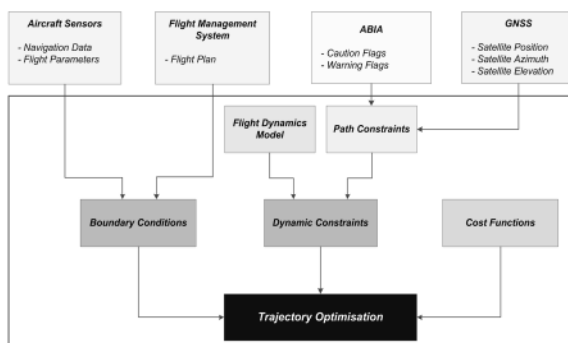 Aircraft Sensors
- Navigation Data
- Flight Parameters
Flight Management
System
- Flight Plan
ABIA
- Caution Flags
- Warning Flags
GNSS
- Satellite Position
- Satellite Azimuth
- Satellite Elevation
Flight Dynamics
Model
Path Constraints
Boundary Conditions
Dynamic Constraints
Cost Functions
Trajectory Optimisation